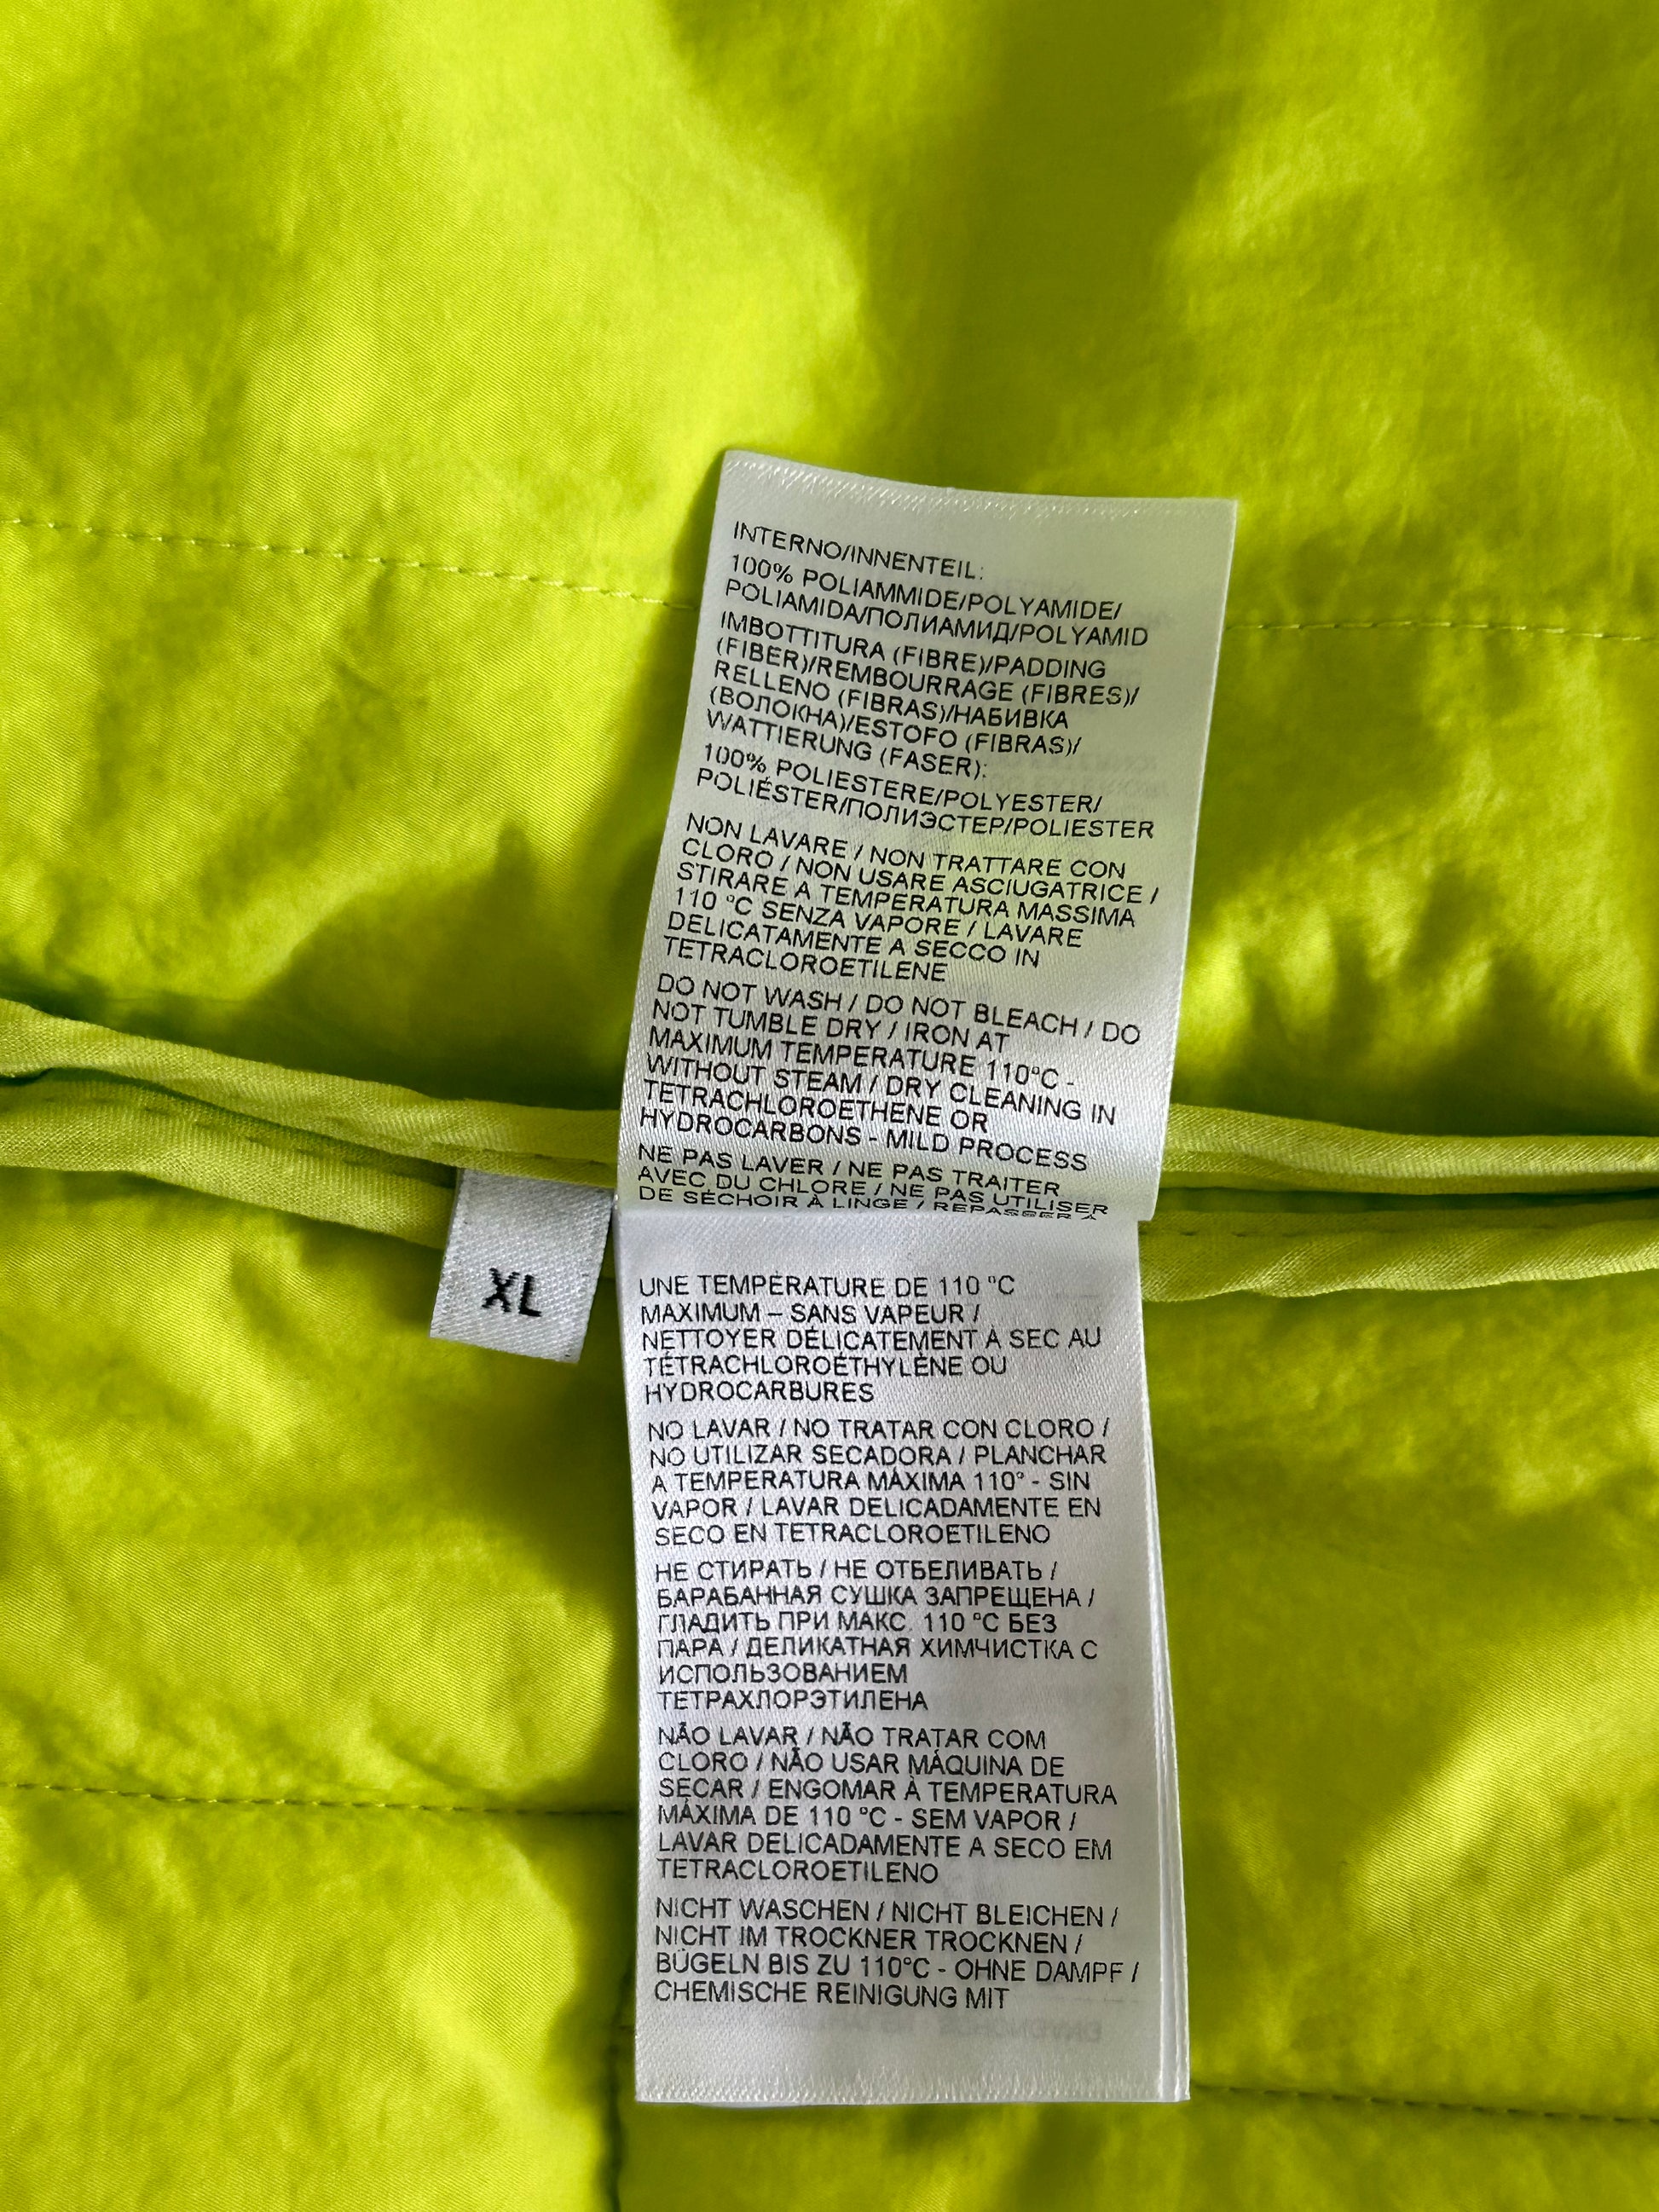 INTERNO/INNENTEIL:
100% POLIAMMIDE/POLYAMIDE/
POLIAMIDA/ПОЛИАМИД/POLYAMID
IMBOTTITURA (FIBRE)/PADDING
(FIBER)/REMBOURRAGE (FIBRES)/
RELLENO (FIBRAS)/НАБИВКА
(ВОЛОКНА)/ESTOFO (FIBRAS)/
WATTIERUNG (FASER):
100% POLIESTERE/POLYESTER/
POLIÉSTER/ПОЛИЭСТЕР/POLIESTER
NON LAVARE / NON TRATTARE CON
CLORO / NON USARE ASCIUGATRICE /
STIRARE A TEMPERATURA MASSIMA
110 °C SENZA VAPORE / LAVARE
DELICATAMENTE A SECCO IN
TETRACLOROETILENE
DO NOT WASH / DO NOT BLEACH / DO
NOT TUMBLE DRY / IRON AT
MAXIMUM TEMPERATURE 110°C -
WITHOUT STEAM / DRY CLEANING IN
TETRACHLOROETHENE OR
HYDROCARBONS - MILD PROCESS
NE PAS LAVER / NE PAS TRAITER
AVEC DU CHLORE / NE PAS UTILISER
DE SÉCHOIR À LINGE / REPASSER À
XL
UNE TEMPÉRATURE DE 110 °C
MAXIMUM – SANS VAPEUR /
NETTOYER DÉLICATEMENT À SEC AU
TÉTRACHLOROÉTHYLÈNE OU
HYDROCARBURES
NO LAVAR / NO TRATAR CON CLORO /
NO UTILIZAR SECADORA / PLANCHAR
A TEMPERATURA MÁXIMA 110° - SIN
VAPOR / LAVAR DELICADAMENTE EN
SECO EN TETRACLOROETILENO
НЕ СТИРАТЬ / НЕ ОТБЕЛИВАТЬ /
БАРАБАННАЯ СУШКА ЗАПРЕЩЕНА /
ГЛАДИТЬ ПРИ МАКС. 110 °C БЕЗ
ПАРА / ДЕЛИКАТНАЯ ХИМЧИСТКА С
ИСПОЛЬЗОВАНИЕМ
ТЕТРАХЛОРЭТИЛЕНА
NÃO LAVAR / NÃO TRATAR COM
CLORO / NÃO USAR MÁQUINA DE
SECAR / ENGOMAR À TEMPERATURA
MÁXIMA DE 110 °C - SEM VAPOR /
LAVAR DELICADAMENTE A SECO EM
TETRACLOROETILENO
NICHT WASCHEN / NICHT BLEICHEN /
NICHT IM TROCKNER TROCKNEN /
BÜGELN BIS ZU 110°C - OHNE DAMPF /
CHEMISCHE REINIGUNG MIT